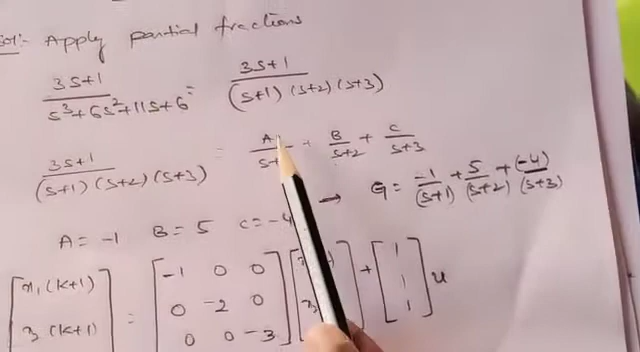 Sol:- Apply partial fractions
3s+1 / s³+6s²+11s+6 = 3s+1 / (s+1)(s+2)(s+3)
3s+1 / (s+1)(s+2)(s+3) = A / s+ + B / s+2 + C / s+3
→ G = -1 / (s+1) + 5 / (s+2) + (-4) / (s+3)
A = -1 B = 5 C = -4
[x₁(k+1) [-1 0 0 [1
= 0 -2 0 + 1 u
(k+1)] 0 0 -3] 1]